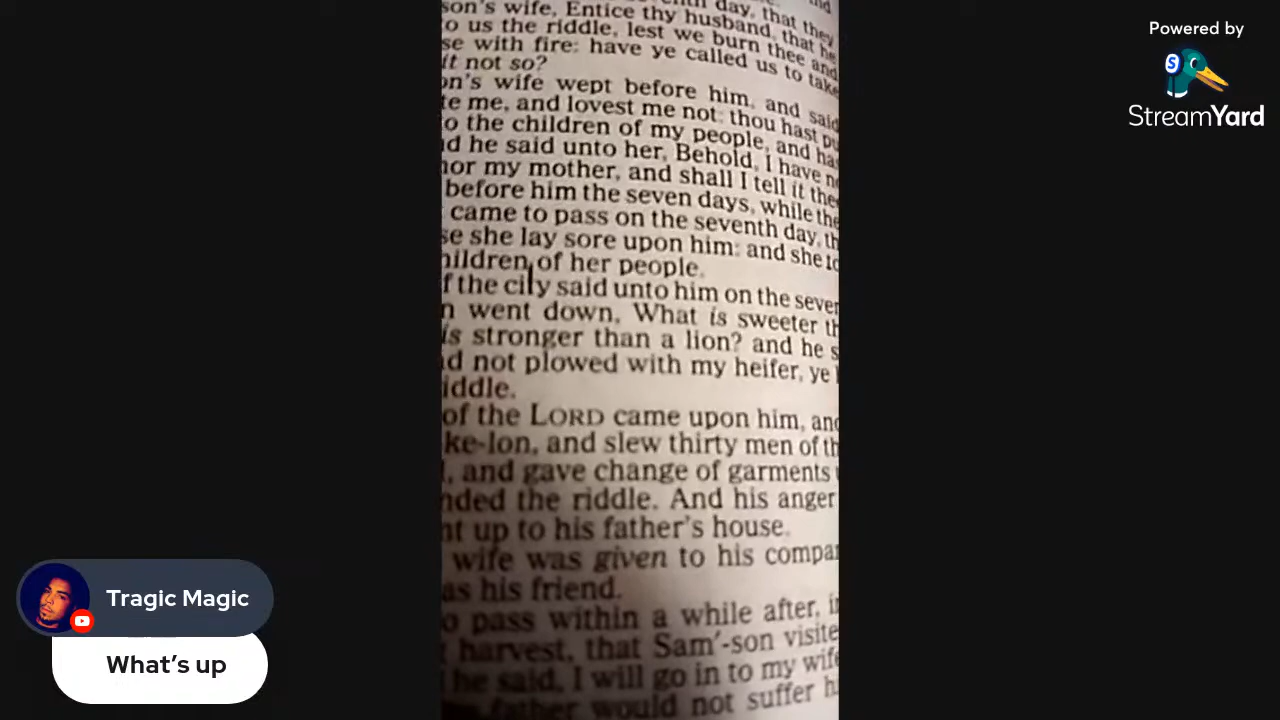 nth day, that they
son's wife, Entice thy husband, that he
o us the riddle, lest we burn thee and
se with fire: have ye called us to take
it not so?
on's wife wept before him, and said
te me, and lovest me not: thou hast pu
o the children of my people, and ha
d he said unto her, Behold, I have n
nor my mother, and shall I tell it the
before him the seven days, while the
came to pass on the seventh day, th
se she lay sore upon him: and she to
hildren of her people.
f the city said unto him on the seven
n went down, What is sweeter th
is stronger than a lion? and he s
d not plowed with my heifer, ye
iddle.
of the LORD came upon him, and
ke-lon, and slew thirty men of th
, and gave change of garments
nded the riddle. And his anger
nt up to his father's house.
wife was given to his compa
as his friend.
o pass within a while after, i
harvest, that Sam′-son visite
he said, I will go in to my wife
father would not suffer h
Powered by
StreamYard
Tragic Magic
What's up